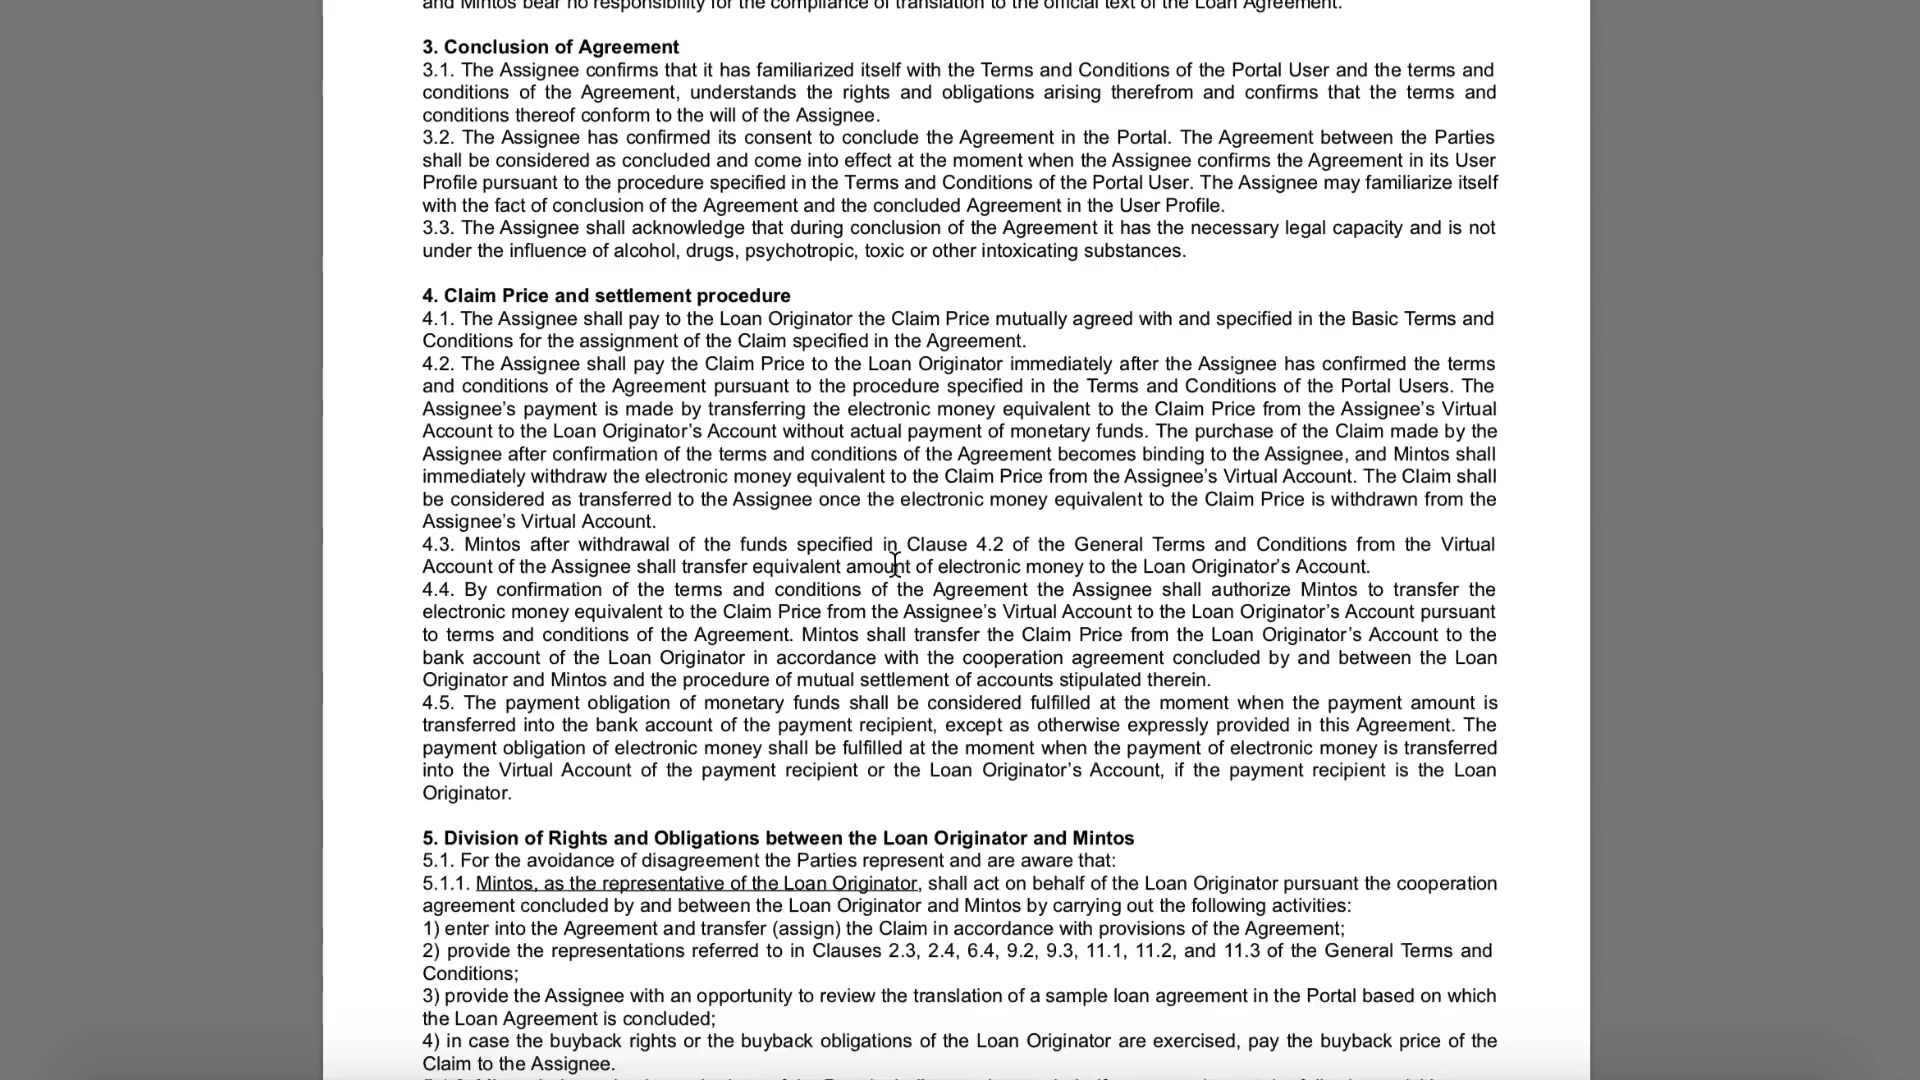 and Mintos bear no responsibility for the compliance of translation to the official text of the Loan Agreement.
3. Conclusion of Agreement
3.1. The Assignee confirms that it has familiarized itself with the Terms and Conditions of the Portal User and the terms and
conditions of the Agreement, understands the rights and obligations arising therefrom and confirms that the terms and
conditions thereof conform to the will of the Assignee.
3.2. The Assignee has confirmed its consent to conclude the Agreement in the Portal. The Agreement between the Parties
shall be considered as concluded and come into effect at the moment when the Assignee confirms the Agreement in its User
Profile pursuant to the procedure specified in the Terms and Conditions of the Portal User. The Assignee may familiarize itself
with the fact of conclusion of the Agreement and the concluded Agreement in the User Profile.
3.3. The Assignee shall acknowledge that during conclusion of the Agreement it has the necessary legal capacity and is not
under the influence of alcohol, drugs, psychotropic, toxic or other intoxicating substances.
4. Claim Price and settlement procedure
4.1. The Assignee shall pay to the Loan Originator the Claim Price mutually agreed with and specified in the Basic Terms and
Conditions for the assignment of the Claim specified in the Agreement.
4.2. The Assignee shall pay the Claim Price to the Loan Originator immediately after the Assignee has confirmed the terms
and conditions of the Agreement pursuant to the procedure specified in the Terms and Conditions of the Portal Users. The
Assignee’s payment is made by transferring the electronic money equivalent to the Claim Price from the Assignee’s Virtual
Account to the Loan Originator’s Account without actual payment of monetary funds. The purchase of the Claim made by the
Assignee after confirmation of the terms and conditions of the Agreement becomes binding to the Assignee, and Mintos shall
immediately withdraw the electronic money equivalent to the Claim Price from the Assignee’s Virtual Account. The Claim shall
be considered as transferred to the Assignee once the electronic money equivalent to the Claim Price is withdrawn from the
Assignee’s Virtual Account.
4.3. Mintos after withdrawal of the funds specified in Clause 4.2 of the General Terms and Conditions from the Virtual
Account of the Assignee shall transfer equivalent amount of electronic money to the Loan Originator’s Account.
4.4. By confirmation of the terms and conditions of the Agreement the Assignee shall authorize Mintos to transfer the
electronic money equivalent to the Claim Price from the Assignee’s Virtual Account to the Loan Originator’s Account pursuant
to terms and conditions of the Agreement. Mintos shall transfer the Claim Price from the Loan Originator’s Account to the
bank account of the Loan Originator in accordance with the cooperation agreement concluded by and between the Loan
Originator and Mintos and the procedure of mutual settlement of accounts stipulated therein.
4.5. The payment obligation of monetary funds shall be considered fulfilled at the moment when the payment amount is
transferred into the bank account of the payment recipient, except as otherwise expressly provided in this Agreement. The
payment obligation of electronic money shall be fulfilled at the moment when the payment of electronic money is transferred
into the Virtual Account of the payment recipient or the Loan Originator’s Account, if the payment recipient is the Loan
Originator.
5. Division of Rights and Obligations between the Loan Originator and Mintos
5.1. For the avoidance of disagreement the Parties represent and are aware that:
5.1.1. Mintos, as the representative of the Loan Originator, shall act on behalf of the Loan Originator pursuant the cooperation
agreement concluded by and between the Loan Originator and Mintos by carrying out the following activities:
1) enter into the Agreement and transfer (assign) the Claim in accordance with provisions of the Agreement;
2) provide the representations referred to in Clauses 2.3, 2.4, 6.4, 9.2, 9.3, 11.1, 11.2, and 11.3 of the General Terms and
Conditions;
3) provide the Assignee with an opportunity to review the translation of a sample loan agreement in the Portal based on which
the Loan Agreement is concluded;
4) in case the buyback rights or the buyback obligations of the Loan Originator are exercised, pay the buyback price of the
Claim to the Assignee.